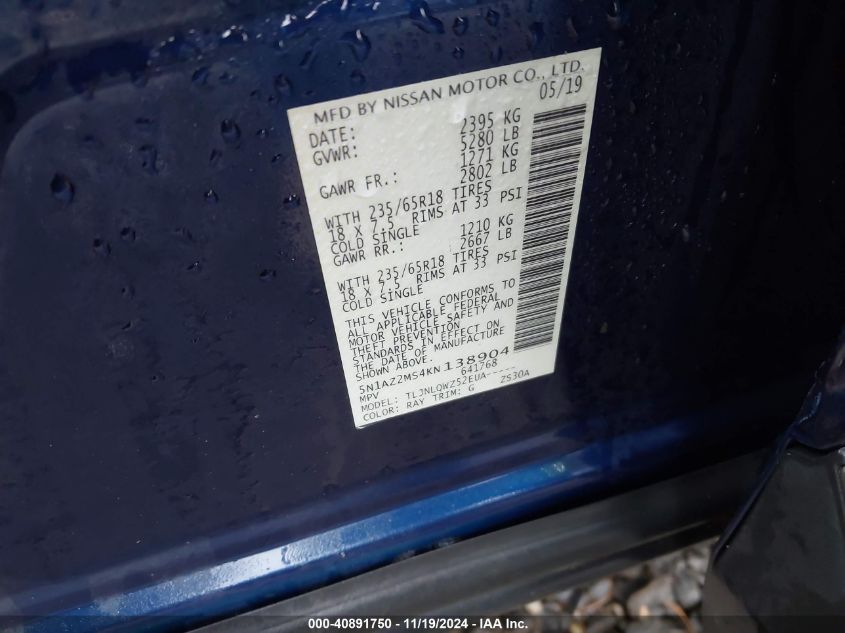 MFD BY NISSAN MOTOR CO., LTD.
DATE: 05/19
GVWR: 2395 KG
5280 LB
GAWR FR.: 1271 KG
2802 LB
WITH 235/65R18 TIRES
18 X 7.5 RIMS AT 33 PSI
COLD SINGLE
GAWR RR.: 1210 KG
2667 LB
WITH 235/65R18 TIRES
18 X 7.5 RIMS AT 33 PSI
COLD SINGLE
THIS VEHICLE CONFORMS TO
ALL APPLICABLE FEDERAL
MOTOR VEHICLE SAFETY AND
THEFT PREVENTION
STANDARDS IN EFFECT ON
THE DATE OF MANUFACTURE
SHOWN ABOVE.
5N1AZ2MS4KN138904
MPV 641768
MODEL: TLJNLQWZ52EUA-----
COLOR: RAY TRIM: G ZS30A
000-40891750 - 11/19/2024 - IAA Inc.